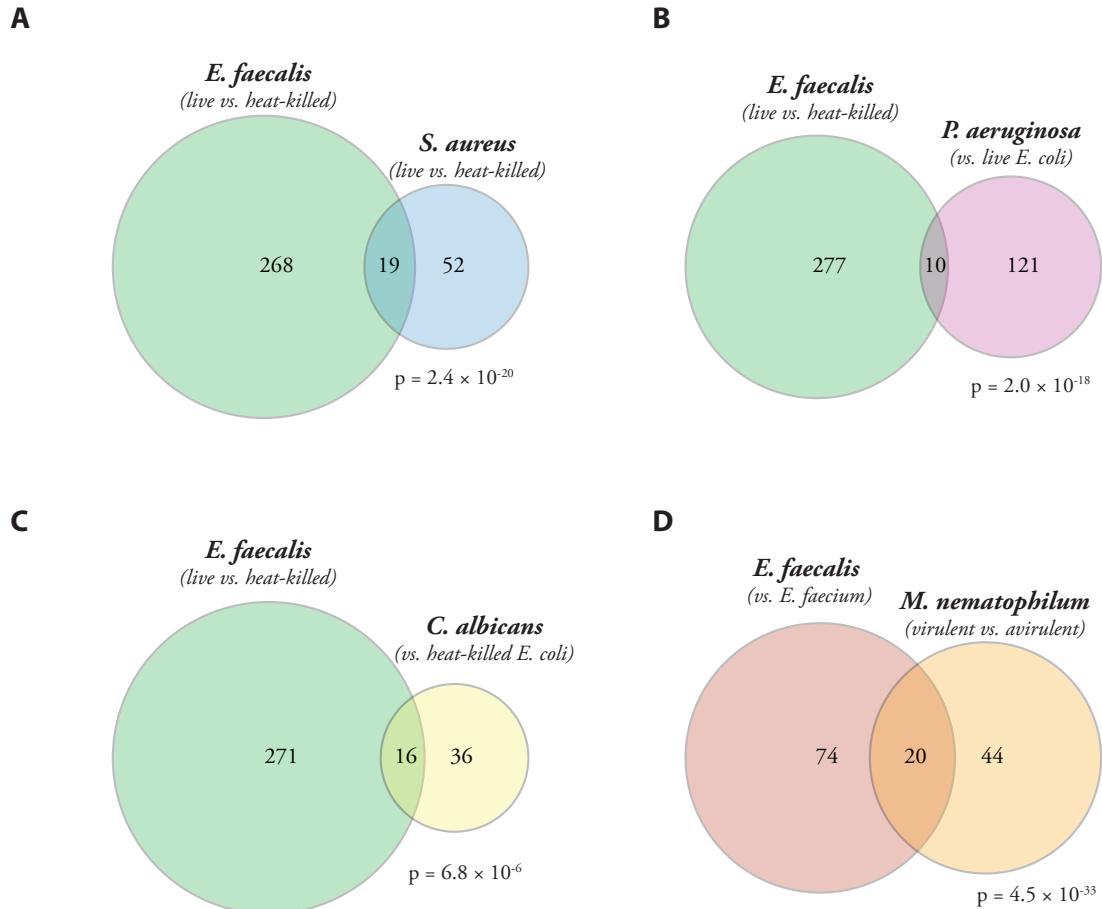 A
E. faecalis
(live vs. heat-killed)
S. aureus
(live vs. heat-killed)
268
19
52
p = 2.4 × 10-20
B
E. faecalis
(live vs. heat-killed)
P. aeruginosa
(vs. live E. coli)
277
10
121
p = 2.0 × 10-18
C
E. faecalis
(live vs. heat-killed)
C. albicans
(vs. heat-killed E. coli)
271
16
36
p = 6.8 × 10-6
D
E. faecalis
(vs. E. faecium)
M. nematophilum
(virulent vs. avirulent)
74
20
44
p = 4.5 × 10-33